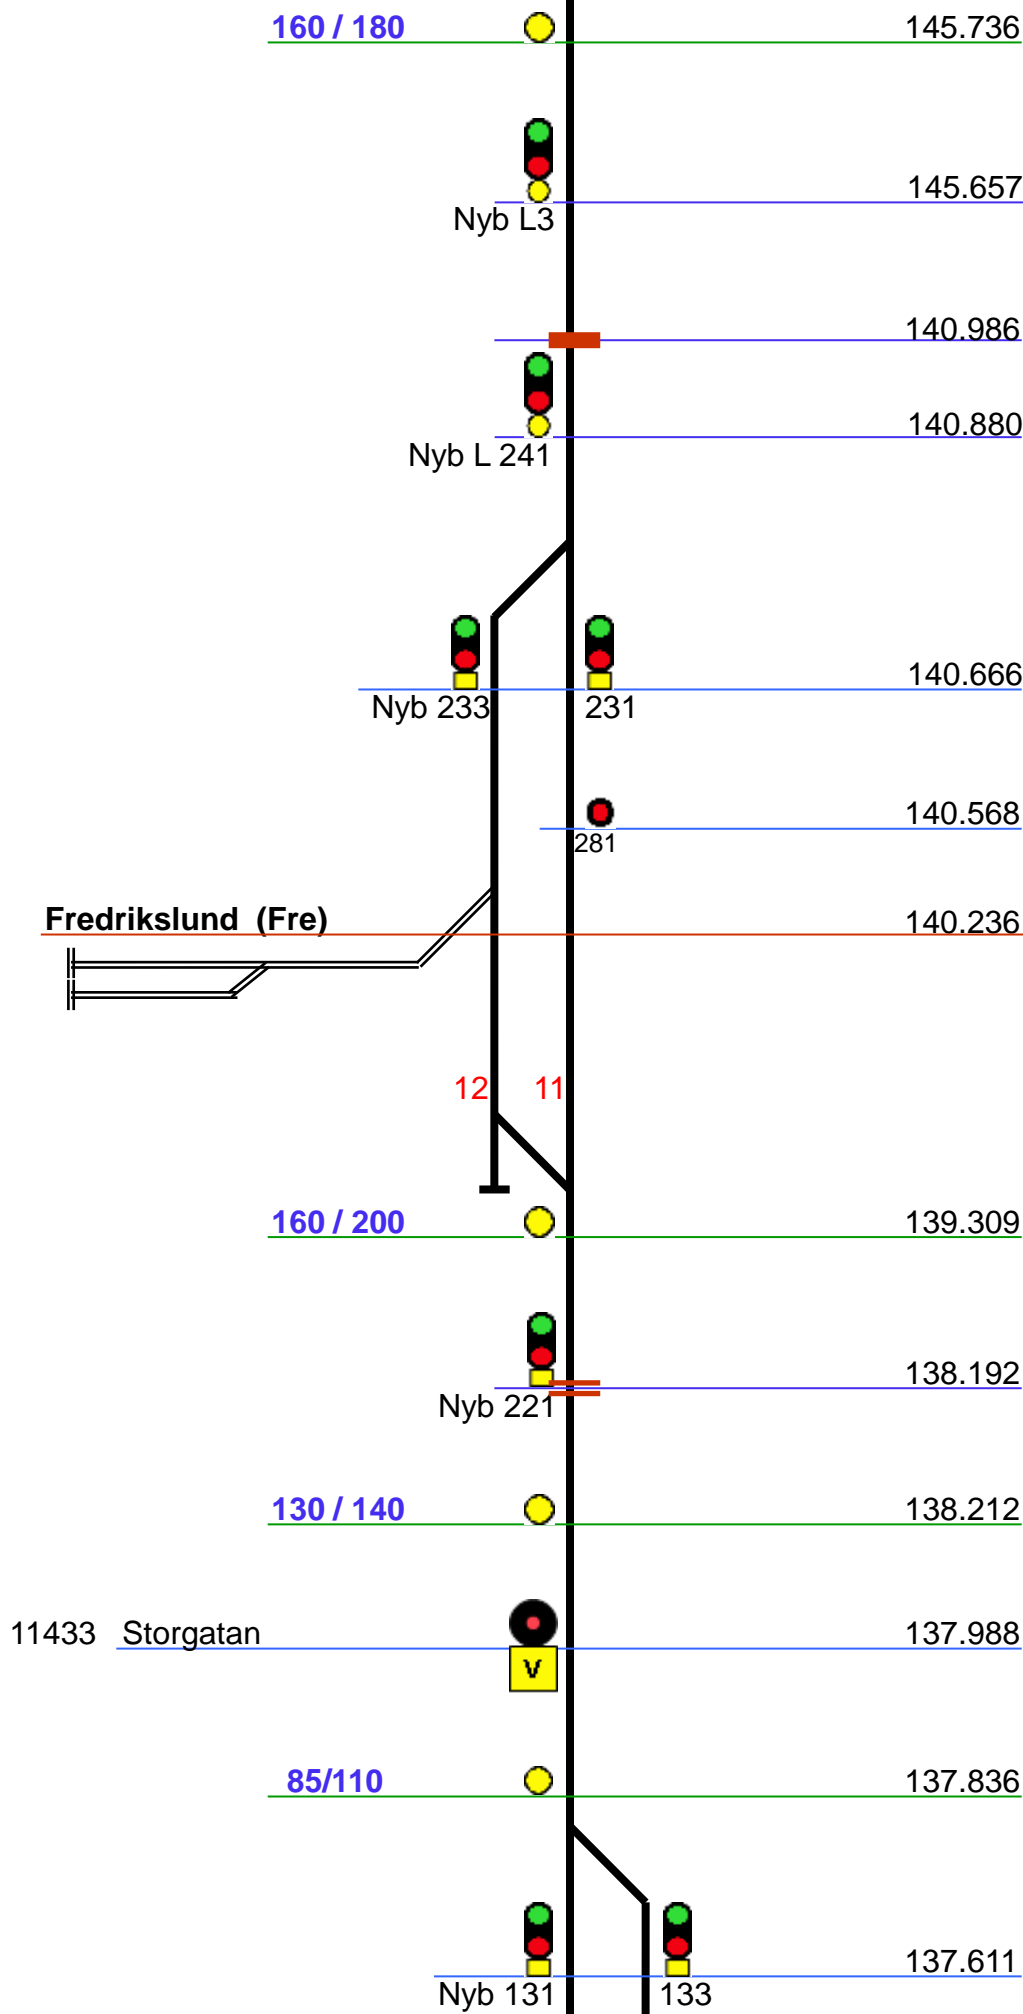 160 / 180 145.736
145.657
Nyb L3
140.986
140.880
Nyb L 241
140.666
Nyb 233 231
140.568
281
Fredrikslund (Fre) 140.236
12 11
160 / 200 139.309
138.192
Nyb 221
130 / 140 138.212
11433 Storgatan 137.988
V
85/110 137.836
137.611
Nyb 131 133